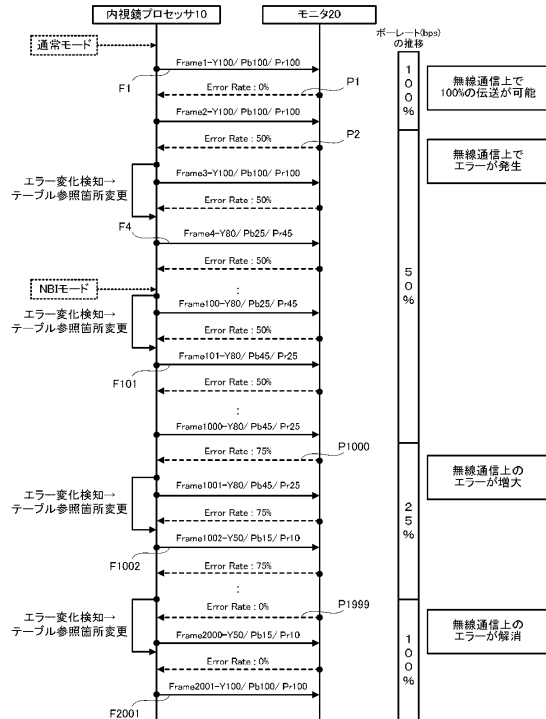 内視鏡プロセッサ10
モニタ20
ボーレート(bps)
の推移
通常モード
Frame1-Y100/ Pb100/ Pr100
F1
Error Rate : 0%
P1
100%
無線通信上で
100%の伝送が可能
Frame2-Y100/ Pb100/ Pr100
Error Rate : 50%
P2
無線通信上で
エラーが発生
エラー変化検知→
テーブル参照箇所変更
Frame3-Y100/ Pb100/ Pr100
Error Rate : 50%
F4
Frame4-Y80/ Pb25/ Pr45
Error Rate : 50%
50%
NBIモード
:
エラー変化検知→
テーブル参照箇所変更
Frame100-Y80/ Pb25/ Pr45
Error Rate : 50%
Frame101-Y80/ Pb45/ Pr25
F101
Error Rate : 50%
:
Frame1000-Y80/ Pb45/ Pr25
Error Rate : 75%
P1000
無線通信上の
エラーが増大
エラー変化検知→
テーブル参照箇所変更
Frame1001-Y80/ Pb45/ Pr25
Error Rate : 75%
25%
Frame1002-Y50/ Pb15/ Pr10
F1002
Error Rate : 75%
:
エラー変化検知→
テーブル参照箇所変更
Error Rate : 0%
P1999
無線通信上の
エラーが解消
Frame2000-Y50/ Pb15/ Pr10
Error Rate : 0%
100%
Frame2001-Y100/ Pb100/ Pr100
F2001